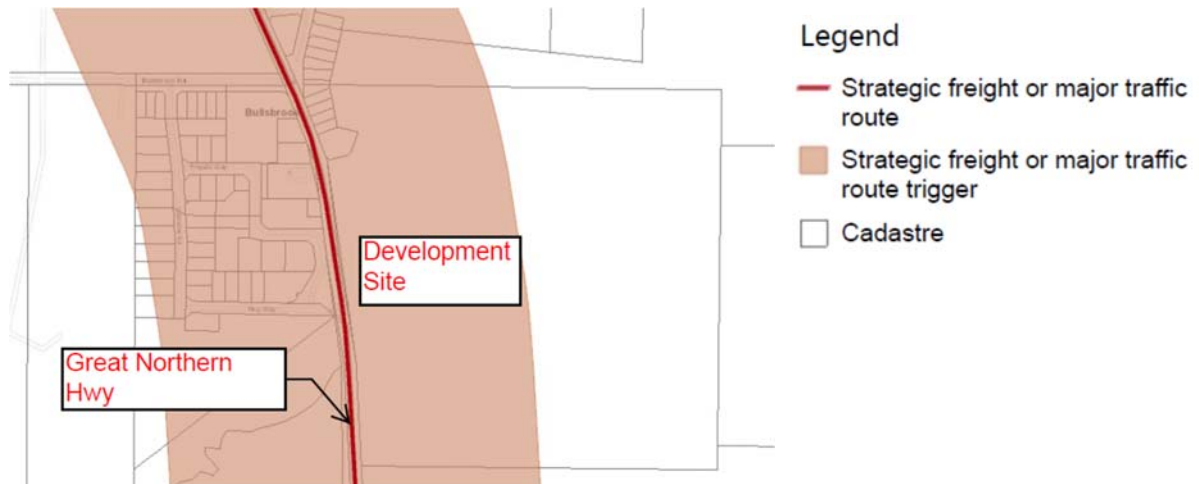 Bullsbrook
Development
Site
Great Northern
Hwy
Legend
Strategic freight or major traffic
route
Strategic freight or major traffic
route trigger
Cadastre